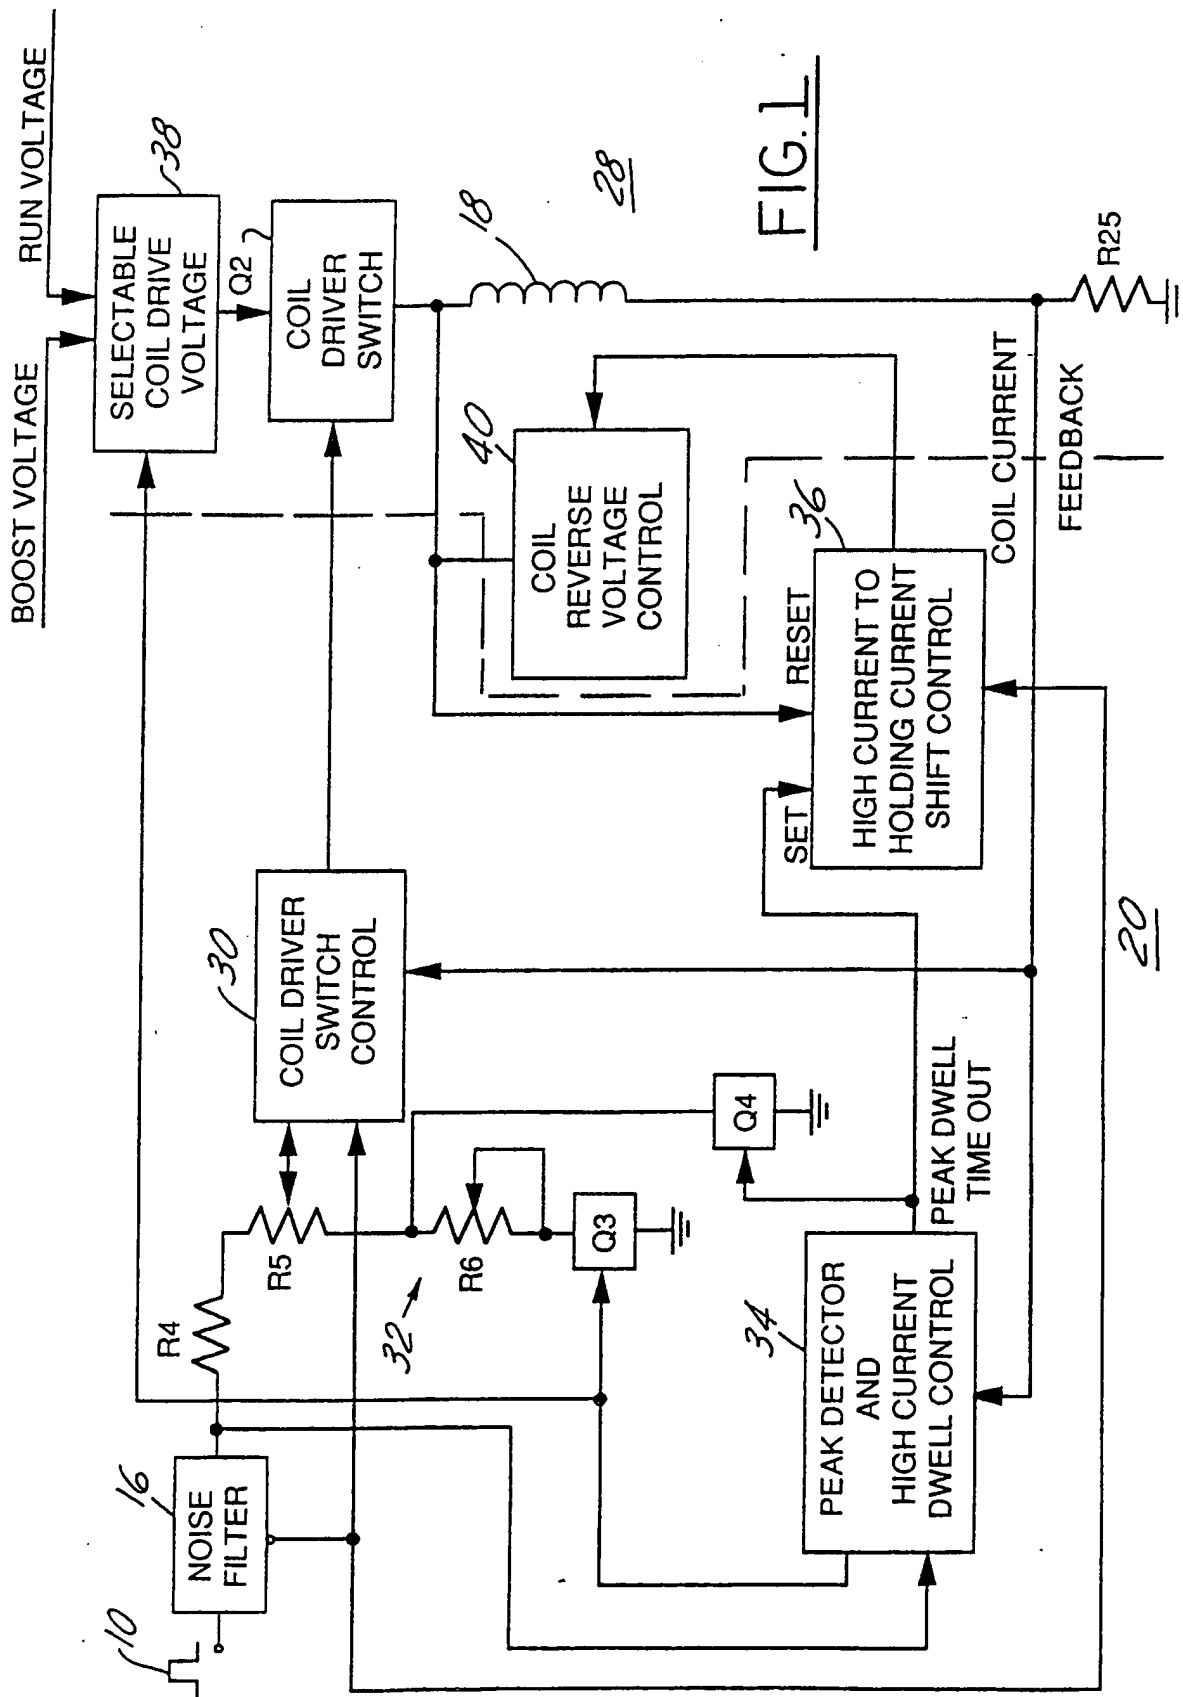 10
16
NOISE
FILTER
R4
R5
R6
32
Q3
Q4
30
COIL DRIVER
SWITCH
CONTROL
BOOST VOLTAGE
RUN VOLTAGE
38
SELECTABLE
COIL DRIVE
VOLTAGE
Q2
COIL
DRIVER
SWITCH
18
28
40
COIL
REVERSE
VOLTAGE
CONTROL
34
PEAK DETECTOR
AND
HIGH CURRENT
DWELL CONTROL
PEAK DWELL
TIME OUT
SET
RESET
36
HIGH CURRENT TO
HOLDING CURRENT
SHIFT CONTROL
COIL CURRENT
FEEDBACK
R25
20
FIG. 1